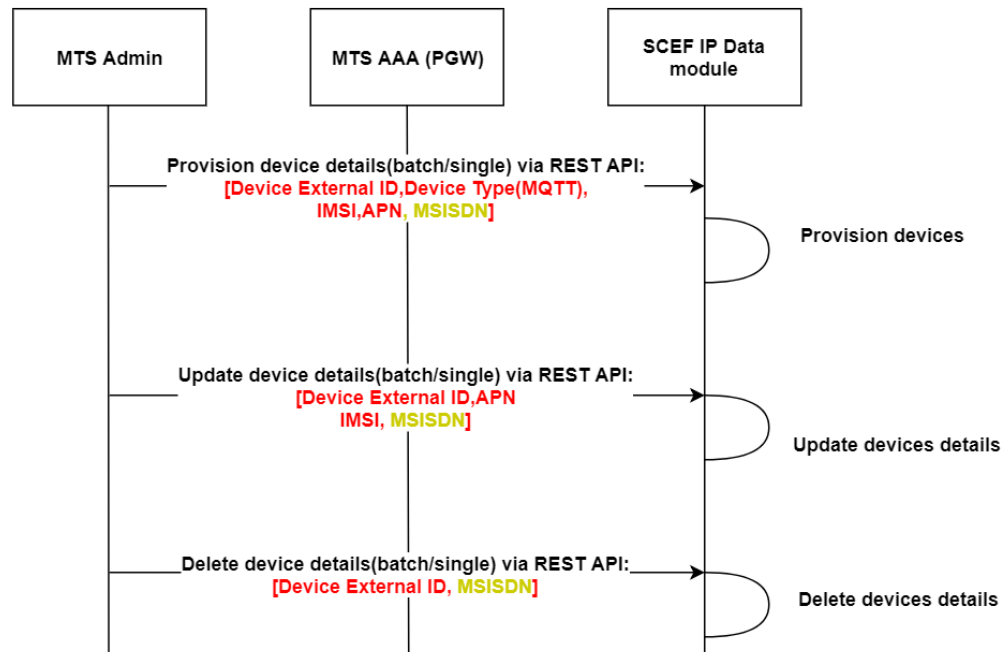 MTS Admin
MTS AAA (PGW)
SCEF IP Data
module
Provision device details(batch/single) via REST API:
[Device External ID,Device Type(MQTT),
IMSI,APN, MSISDN]
Provision devices
Update device details(batch/single) via REST API:
[Device External ID,APN
IMSI, MSISDN]
Update devices details
Delete device details(batch/single) via REST API:
[Device External ID, MSISDN]
Delete devices details